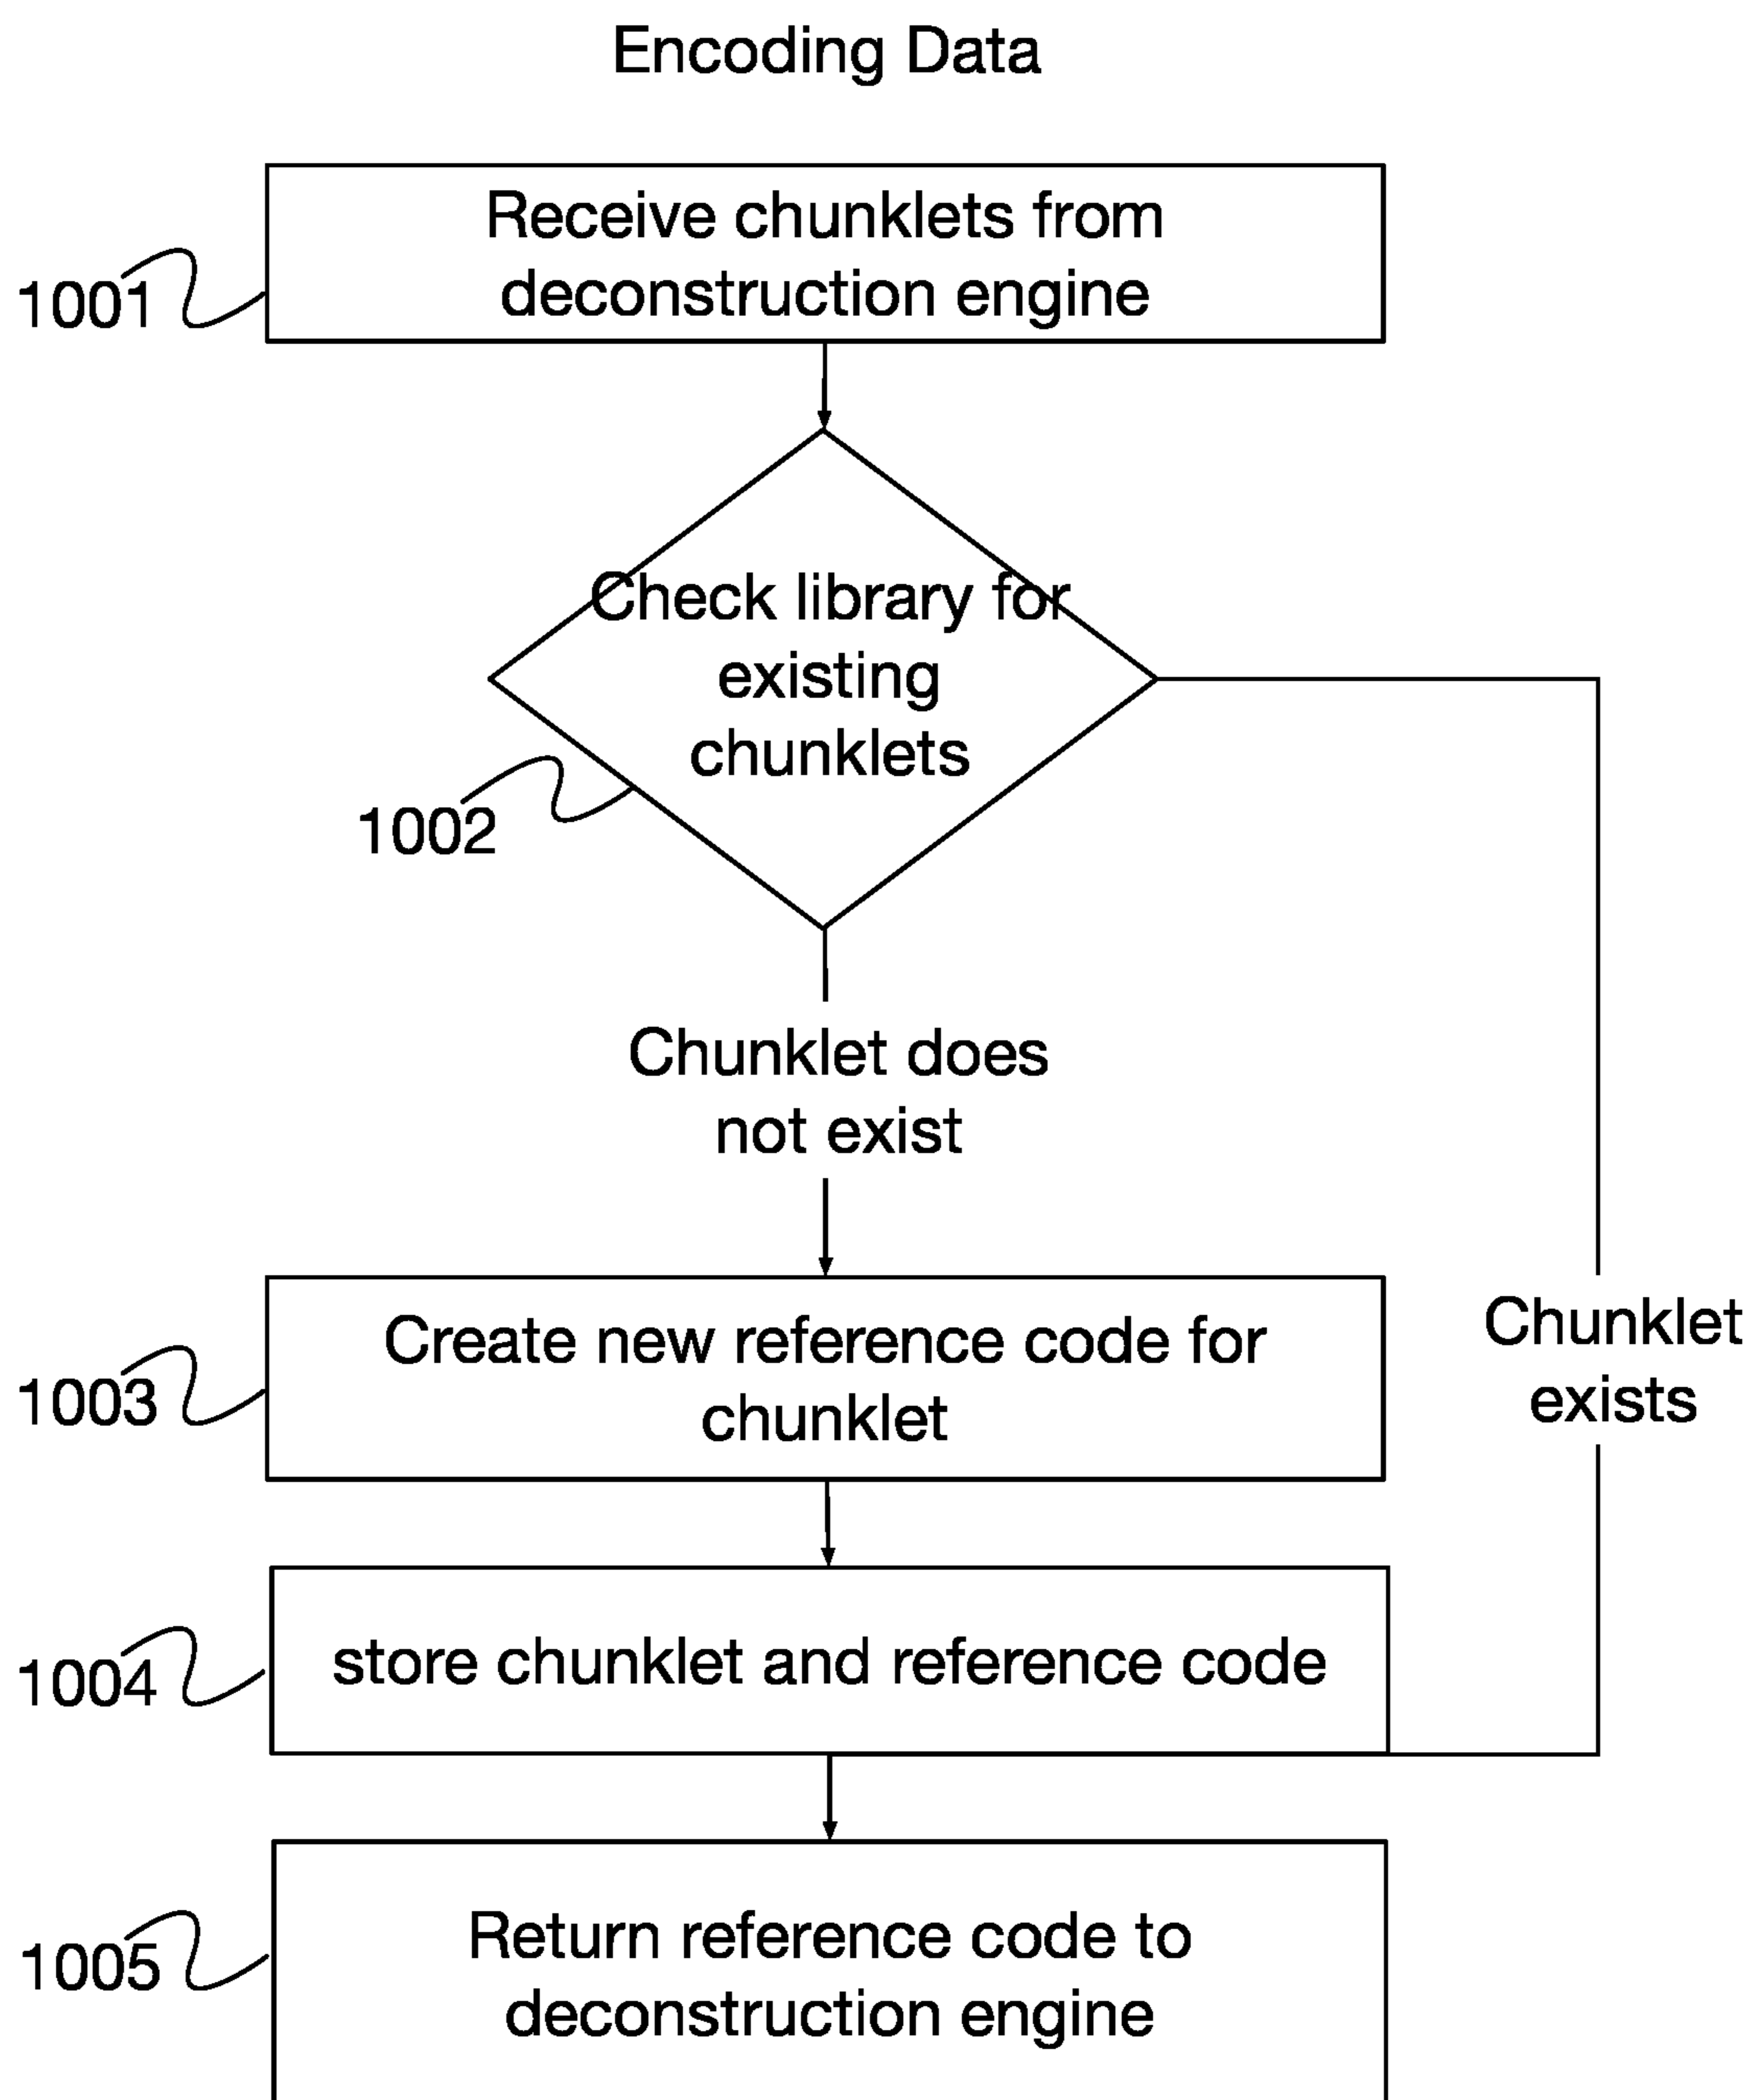 Encoding Data
Receive chunklets from
deconstruction engine
1001
Check library for
existing
chunklets
1002
Chunklet does
not exist
Create new reference code for
chunklet
1003
Chunklet
exists
store chunklet and reference code
1004
Return reference code to
deconstruction engine
1005